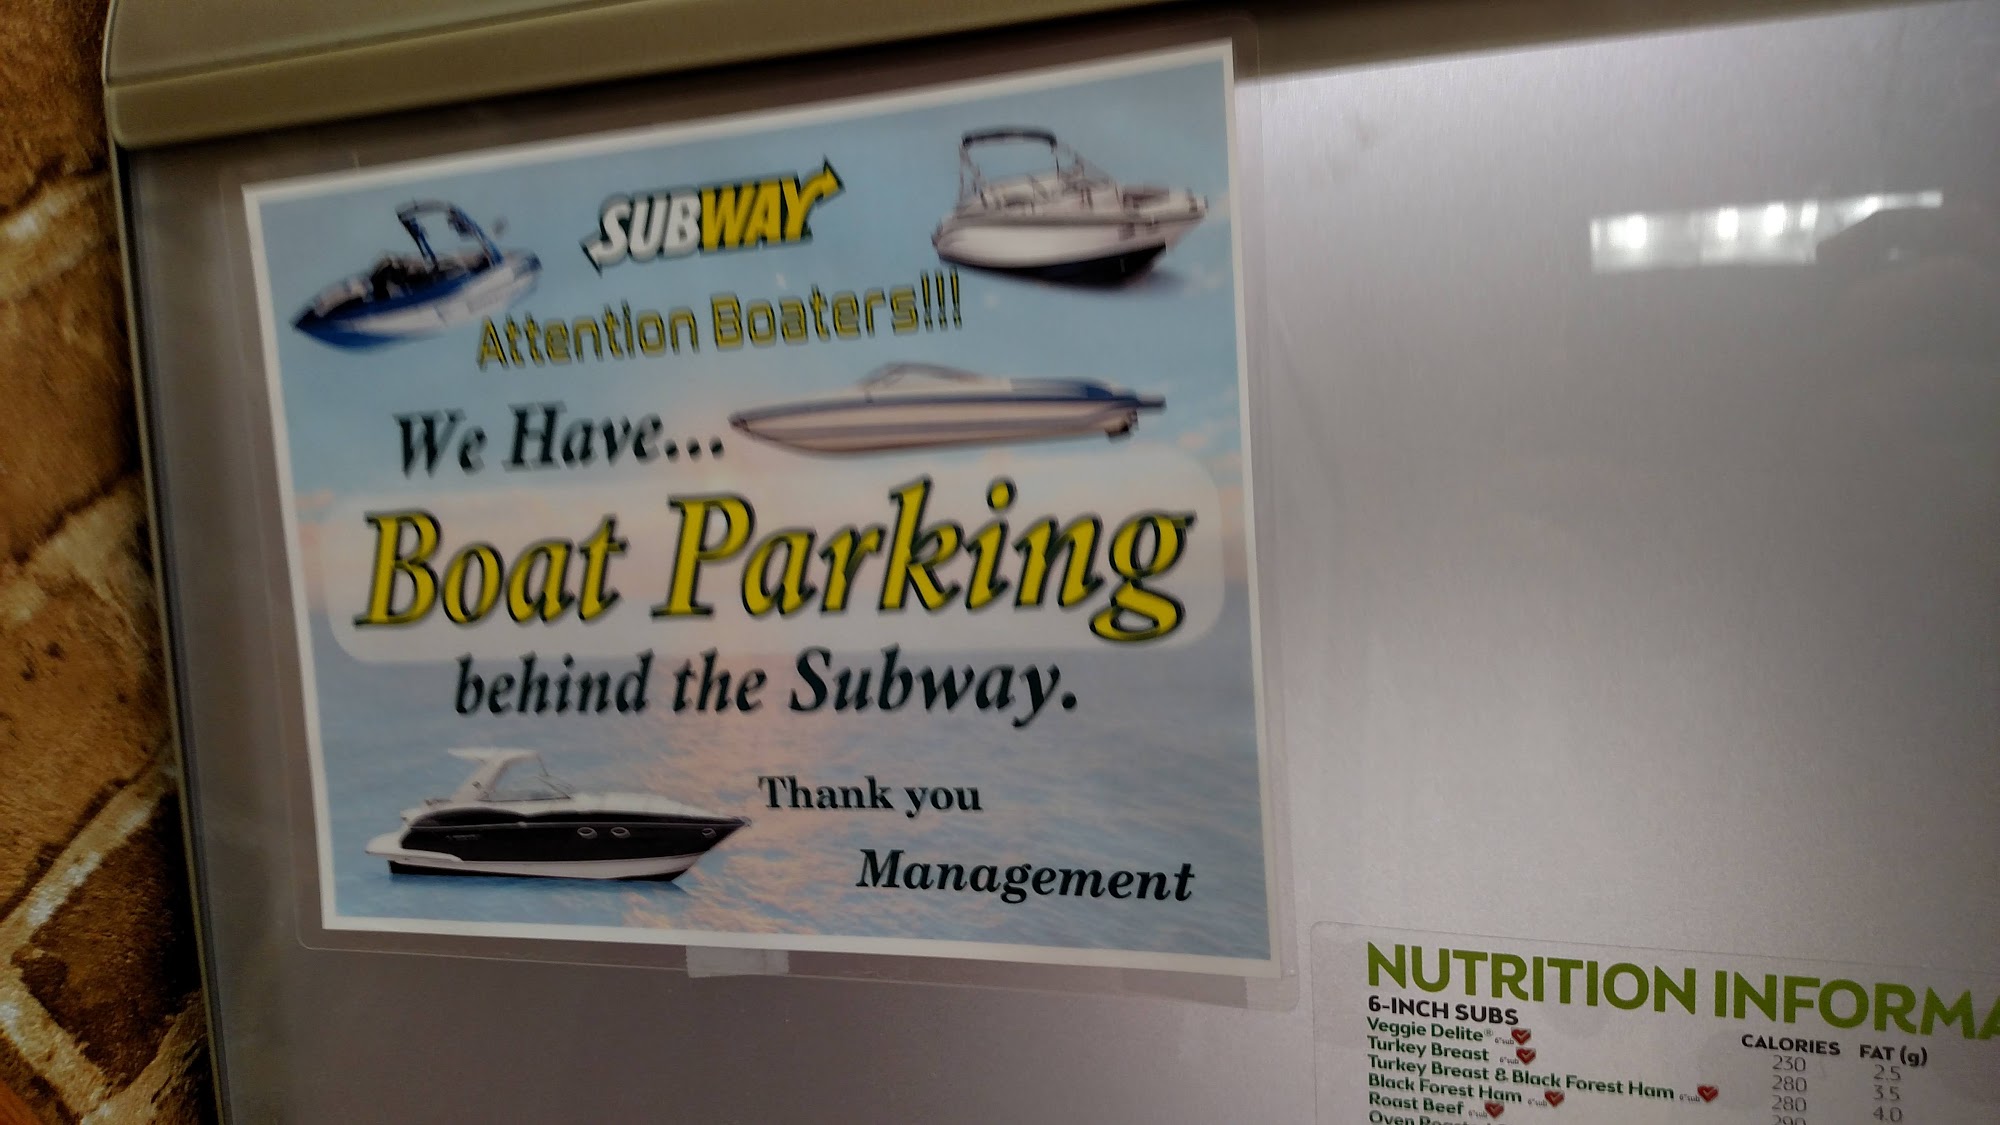 SUBWAY
Attention Boaters!!!
We Have...
Boat Parking
behind the Subway.
Thank you
Management
NUTRITION INFORMA
6-INCH SUBS
CALORIES FAT (g)
Veggie Delite® 230 2.5
Turkey Breast 280 3.5
Turkey Breast & Black Forest Ham 280 4.0
Black Forest Ham 290
Roast Beef
Oven